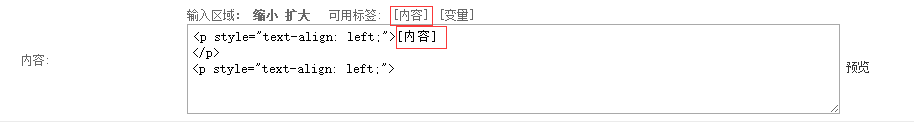 输入区域: 缩小 扩大 可用标签: [内容] [变量]
<p style="text-align: left;">[内容]
</p>
内容: <p style="text-align: left;"> 预览